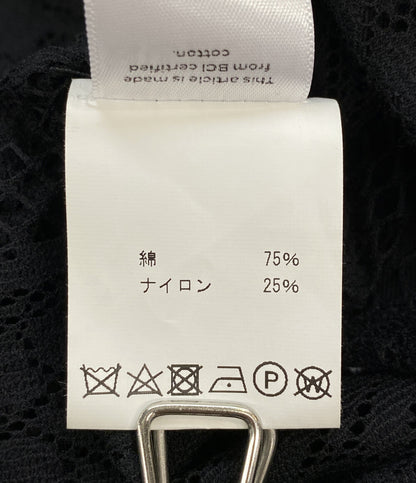 This article is made
from BCI certified
cotton.
綿 75%
ナイロン 25%
P W